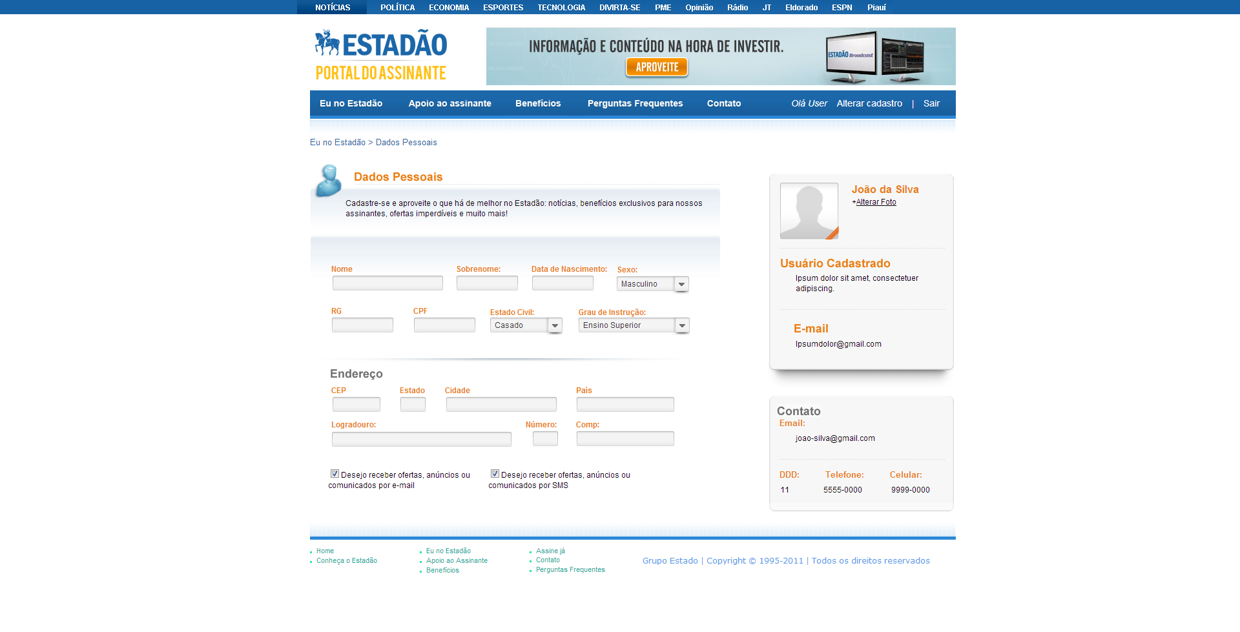 NOTÍCIAS POLÍTICA ECONOMIA ESPORTES TECNOLOGIA DIVIRTA-SE PME Opinião Rádio JT Eldorado ESPN Piauí
ESTADÃO
PORTAL DO ASSINANTE
INFORMAÇÃO E CONTEÚDO NA HORA DE INVESTIR.
APROVEITE
ESTADÃO Broadcast
Eu no Estadão Apoio ao assinante Benefícios Perguntas Frequentes Contato Olá User Alterar cadastro | Sair
Eu no Estadão > Dados Pessoais
Dados Pessoais
Cadastre-se e aproveite o que há de melhor no Estadão: notícias, benefícios exclusivos para nossos
assinantes, ofertas imperdíveis e muito mais!
Nome Sobrenome: Data de Nascimento: Sexo:
Masculino
RG CPF Estado Civil: Grau de Instrução:
Casado Ensino Superior
Endereço
CEP Estado Cidade País
Logradouro: Número: Comp:
Desejo receber ofertas, anúncios ou
comunicados por e-mail
Desejo receber ofertas, anúncios ou
comunicados por SMS
João da Silva
+Alterar Foto
Usuário Cadastrado
Ipsum dolor sit amet, consectetuer
adipiscing.
E-mail
Ipsumdolor@gmail.com
Contato
Email:
joao-silva@gmail.com
DDD: Telefone: Celular:
11 5555-0000 9999-0000
Home
Conheça o Estadão
Eu no Estadão
Apoio ao Assinante
Benefícios
Assine já
Contato
Perguntas Frequentes
Grupo Estado | Copyright © 1995-2011 | Todos os direitos reservados